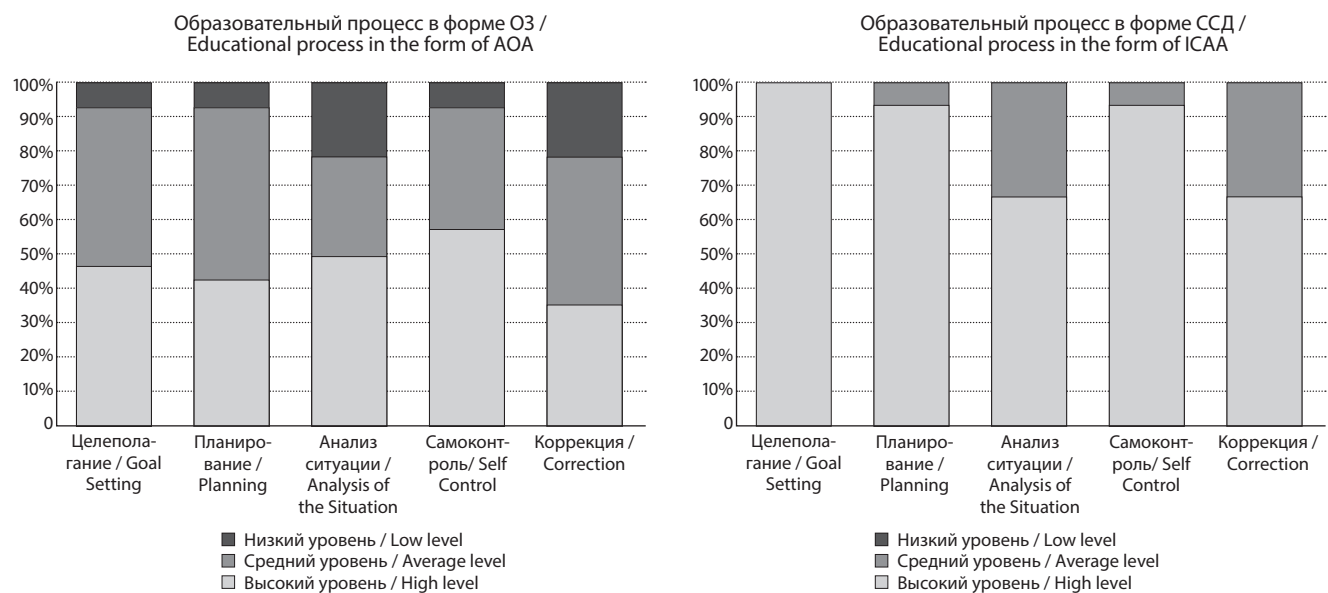 Образовательный процесс в форме ОЗ /
Educational process in the form of AOA
100%
90%
80%
70%
60%
50%
40%
30%
20%
10%
0
Целепола-
гание / Goal
Setting
Планиро-
вание /
Planning
Анализ
ситуации /
Analysis of
the Situation
Самоконт-
роль/ Self
Control
Коррекция /
Correction
Низкий уровень / Low level
Средний уровень / Average level
Высокий уровень / High level
Образовательный процесс в форме ССД /
Educational process in the form of ICAA
100%
90%
80%
70%
60%
50%
40%
30%
20%
10%
0
Целепола-
гание / Goal
Setting
Планиро-
вание /
Planning
Анализ
ситуации /
Analysis of
the Situation
Самоконт-
роль/ Self
Control
Коррекция /
Correction
Низкий уровень / Low level
Средний уровень / Average level
Высокий уровень / High level